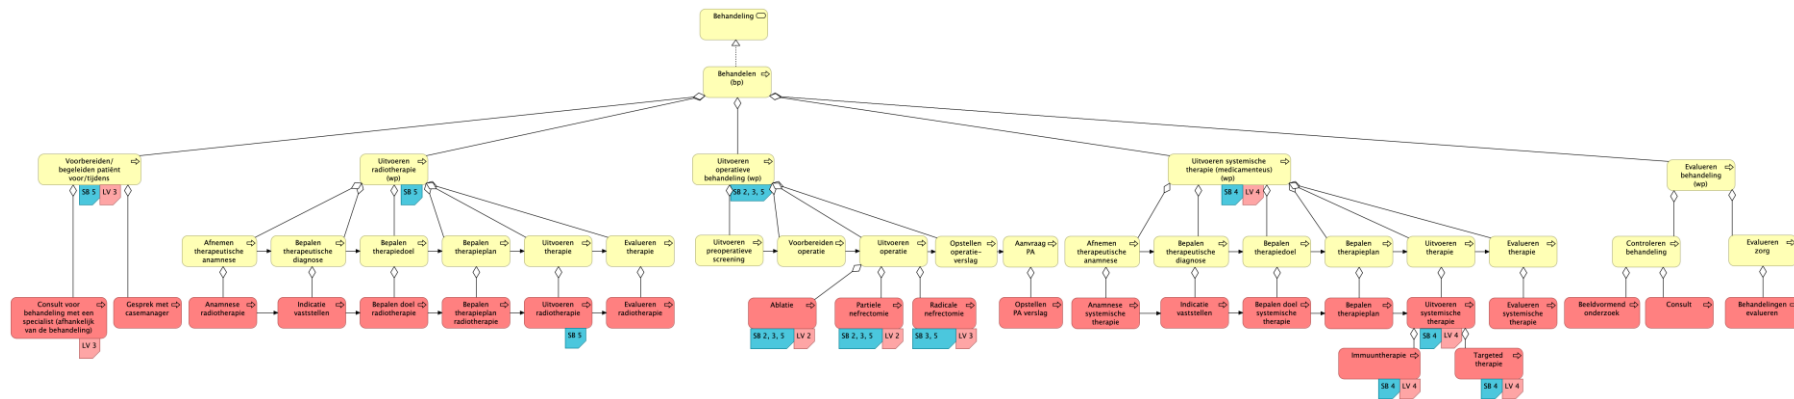 Behandeling
Behandelen
(bp)
Voorbereiden/
begeleiden patiënt
voor/tijdens
SB 5
LV 3
Uitvoeren
radiotherapie
(wp)
SB 5
Uitvoeren
operatieve
behandeling (wp)
SB 2, 3, 5
Uitvoeren systemische
therapie (medicamenteus)
(wp)
SB 4
LV 4
Evalueren
behandeling
(wp)
Afnemen
therapeutische
anamnese
Bepalen
therapeutische
diagnose
Bepalen
therapiedoel
Bepalen
therapieplan
Uitvoeren
therapie
Evalueren
therapie
Uitvoeren
preoperatieve
screening
Voorbereiden
operatie
Uitvoeren
operatie
Opstellen
operatie-
verslag
Aanvraag
PA
Afnemen
therapeutische
anamnese
Bepalen
therapeutische
diagnose
Bepalen
therapiedoel
Bepalen
therapieplan
Uitvoeren
therapie
Evalueren
therapie
Controleren
behandeling
Evalueren
zorg
Consult voor
behandeling met een
specialist (afhankelijk
van de behandeling)
LV 3
Gesprek met
casemanager
Anamnese
radiotherapie
Indicatie
vaststellen
Bepalen doel
radiotherapie
Bepalen
therapieplan
radiotherapie
Uitvoeren
radiotherapie
SB 5
Evalueren
radiotherapie
Ablatie
SB 2, 3, 5
LV 2
Partiele
nefrectomie
SB 2, 3, 5
LV 2
Radicale
nefrectomie
SB 3, 5
LV 3
Opstellen
PA verslag
Anamnese
systemische
therapie
Indicatie
vaststellen
Bepalen doel
systemische
therapie
Bepalen
therapieplan
Uitvoeren
systemische
therapie
SB 4
LV 4
Evalueren
systemische
therapie
Beeldvormend
onderzoek
Consult
Behandelingen
evalueren
Immuuntherapie
SB 4
LV 4
Targeted
therapie
SB 4
LV 4